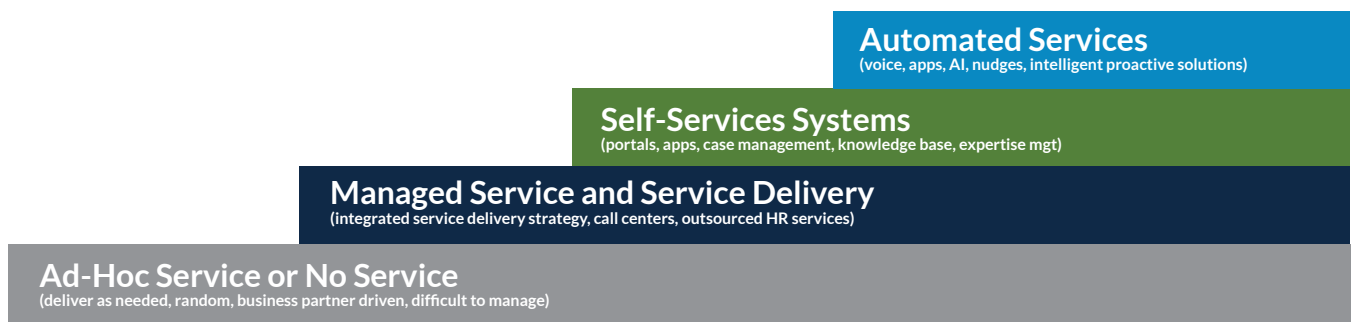 Automated Services
(voice, apps, AI, nudges, intelligent proactive solutions)
Self-Services Systems
(portals, apps, case management, knowledge base, expertise mgt)
Managed Service and Service Delivery
(integrated service delivery strategy, call centers, outsourced HR services)
Ad-Hoc Service or No Service
(deliver as needed, random, business partner driven, difficult to manage)